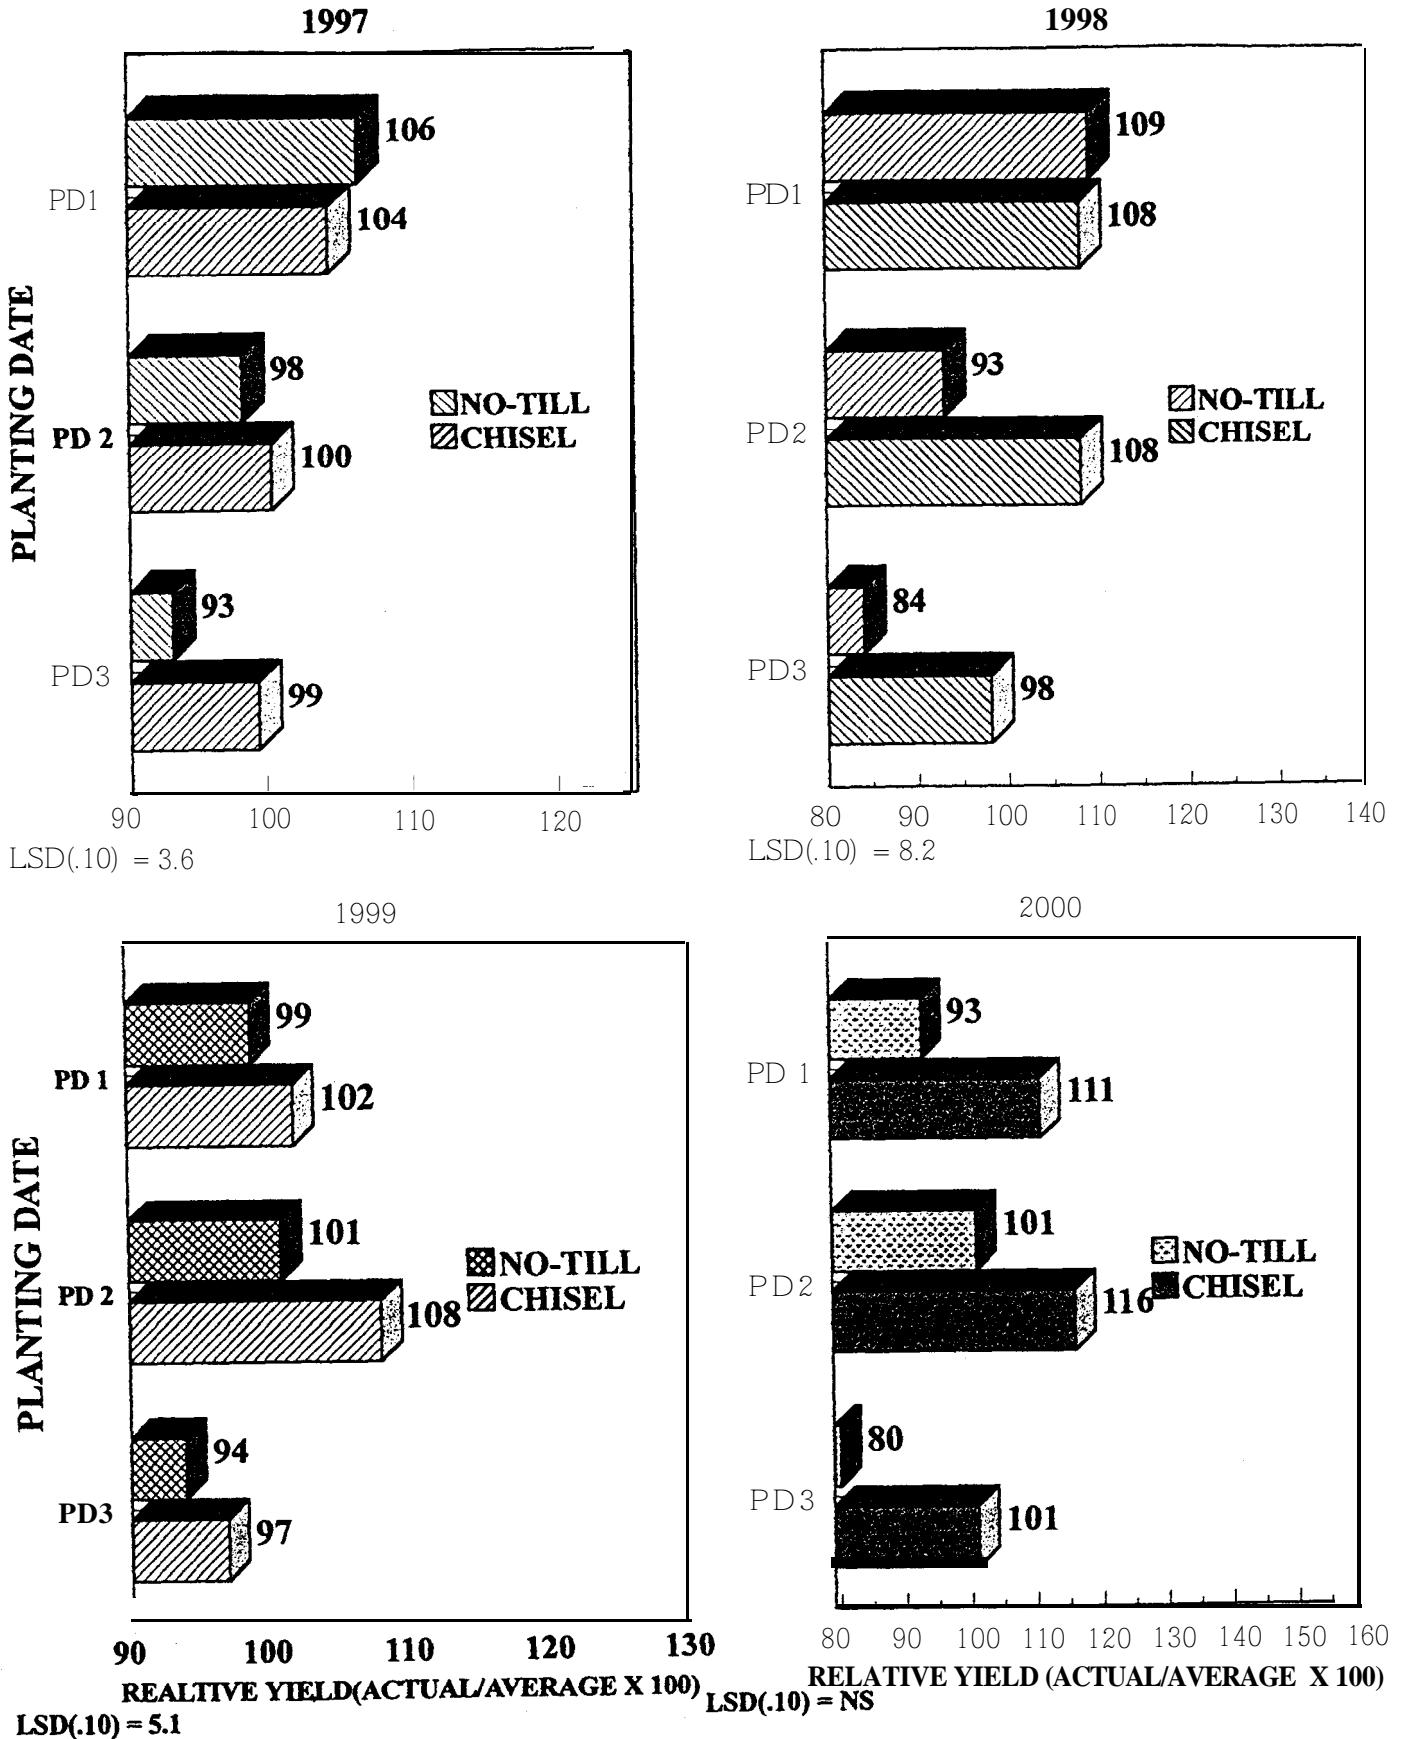 1997
106
PD1
104
98
PD 2
100
93
PD3
99
NO-TILL
CHISEL
PLANTING DATE
90 100 110 120
LSD(.10) = 3.6
1998
109
PD1
108
93
PD2
108
84
PD3
98
NO-TILL
CHISEL
80 90 100 110 120 130 140
LSD(.10) = 8.2
1999
99
PD 1
102
101
PD 2
108
94
PD3
97
NO-TILL
CHISEL
PLANTING DATE
90 100 110 120 130
REALTIVE YIELD(ACTUAL/AVERAGE X 100)
LSD(.10) = 5.1
2000
93
PD 1
111
101
PD2
116
80
PD3
101
NO-TILL
CHISEL
80 90 100 110 120 130 140 150 160
RELATIVE YIELD (ACTUAL/AVERAGE X 100)
LSD(.10) = NS